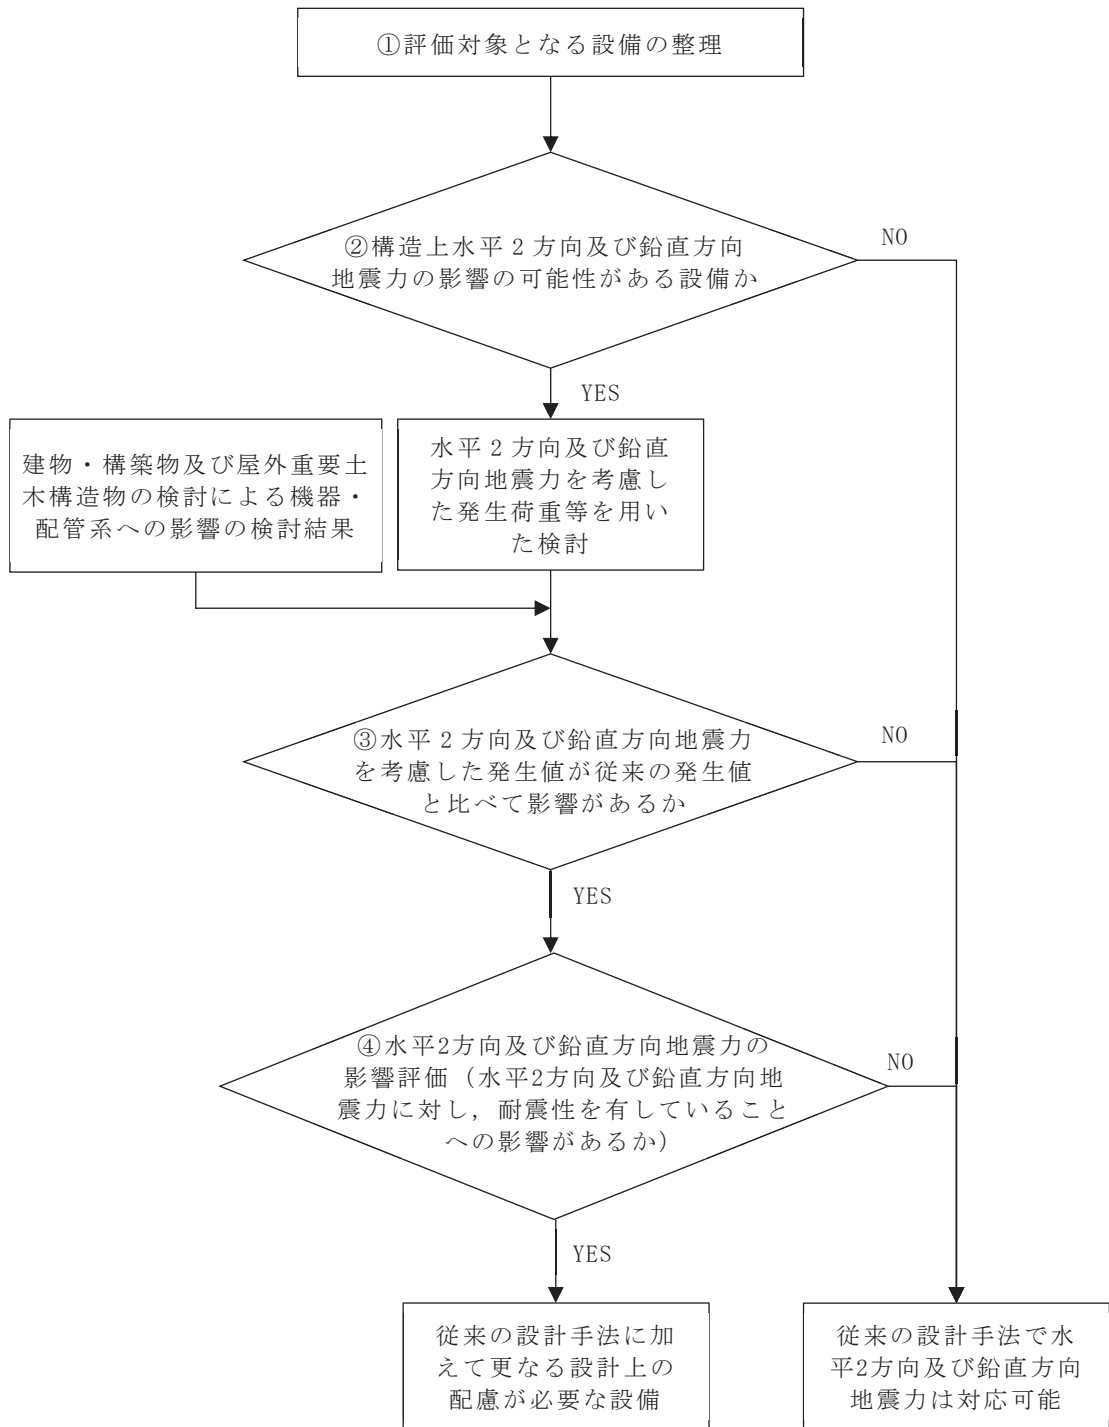 ①評価対象となる設備の整理
②構造上水平２方向及び鉛直方向
地震力の影響の可能性がある設備か
NO
YES
建物・構築物及び屋外重要土
木構造物の検討による機器・
配管系への影響の検討結果
水平２方向及び鉛直
方向地震力を考慮し
た発生荷重等を用い
た検討
③水平２方向及び鉛直方向地震力
を考慮した発生値が従来の発生値
と比べて影響があるか
NO
YES
④水平2方向及び鉛直方向地震力の
影響評価（水平2方向及び鉛直方向地
震力に対し，耐震性を有していること
への影響があるか）
NO
YES
従来の設計手法に加
えて更なる設計上の
配慮が必要な設備
従来の設計手法で水
平2方向及び鉛直方向
地震力は対応可能